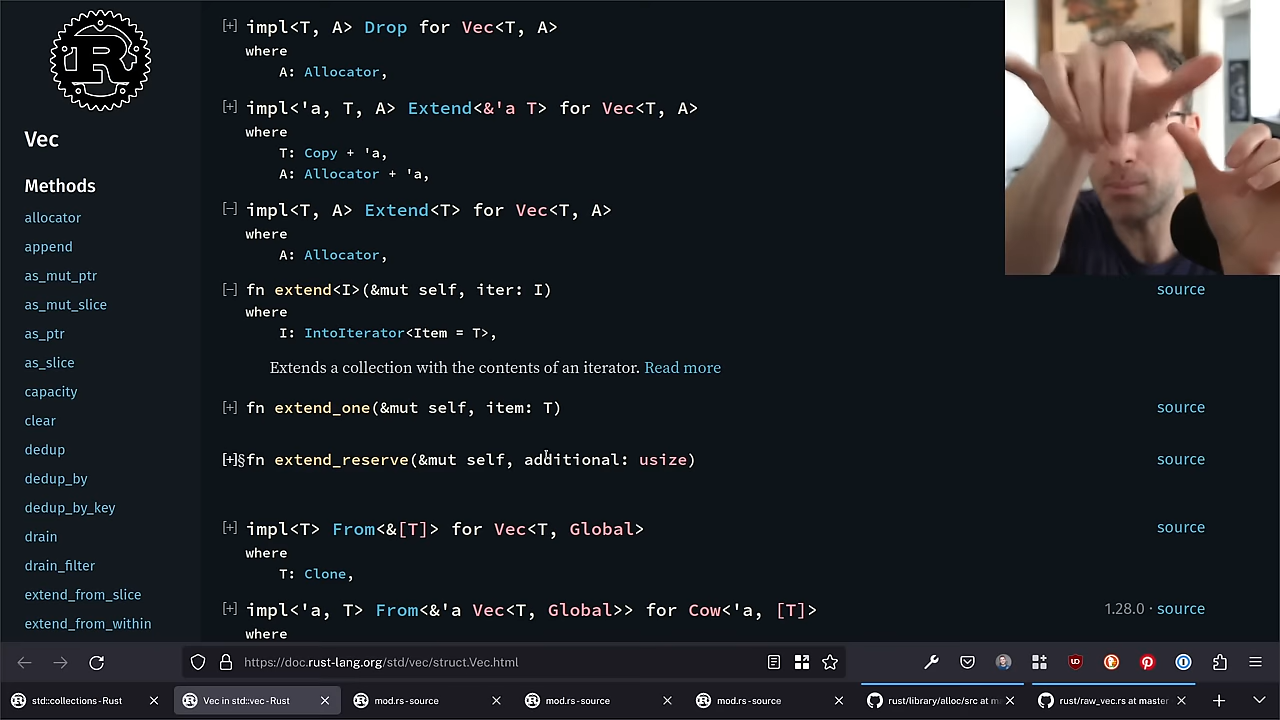 Vec
Methods
allocator
append
as_mut_ptr
as_mut_slice
as_ptr
as_slice
capacity
clear
dedup
dedup_by
dedup_by_key
drain
drain_filter
extend_from_slice
extend_from_within
[+] impl<T, A> Drop for Vec<T, A>
where
A: Allocator,
[+] impl<'a, T, A> Extend<&'a T> for Vec<T, A>
where
T: Copy + 'a,
A: Allocator + 'a,
[−] impl<T, A> Extend<T> for Vec<T, A>
where
A: Allocator,
[−] fn extend<I>(&mut self, iter: I) source
where
I: IntoIterator<Item = T>,
Extends a collection with the contents of an iterator. Read more
[+] fn extend_one(&mut self, item: T) source
[+]§fn extend_reserve(&mut self, additional: usize) source
[+] impl<T> From<&[T]> for Vec<T, Global> source
where
T: Clone,
[+] impl<'a, T> From<&'a Vec<T, Global>> for Cow<'a, [T]> 1.28.0 · source
where
https://doc.rust-lang.org/std/vec/struct.Vec.html
std::collections - Rust
Vec in std::vec - Rust
mod.rs - source
mod.rs - source
mod.rs - source
rust/library/alloc/src at m
rust/raw_vec.rs at master